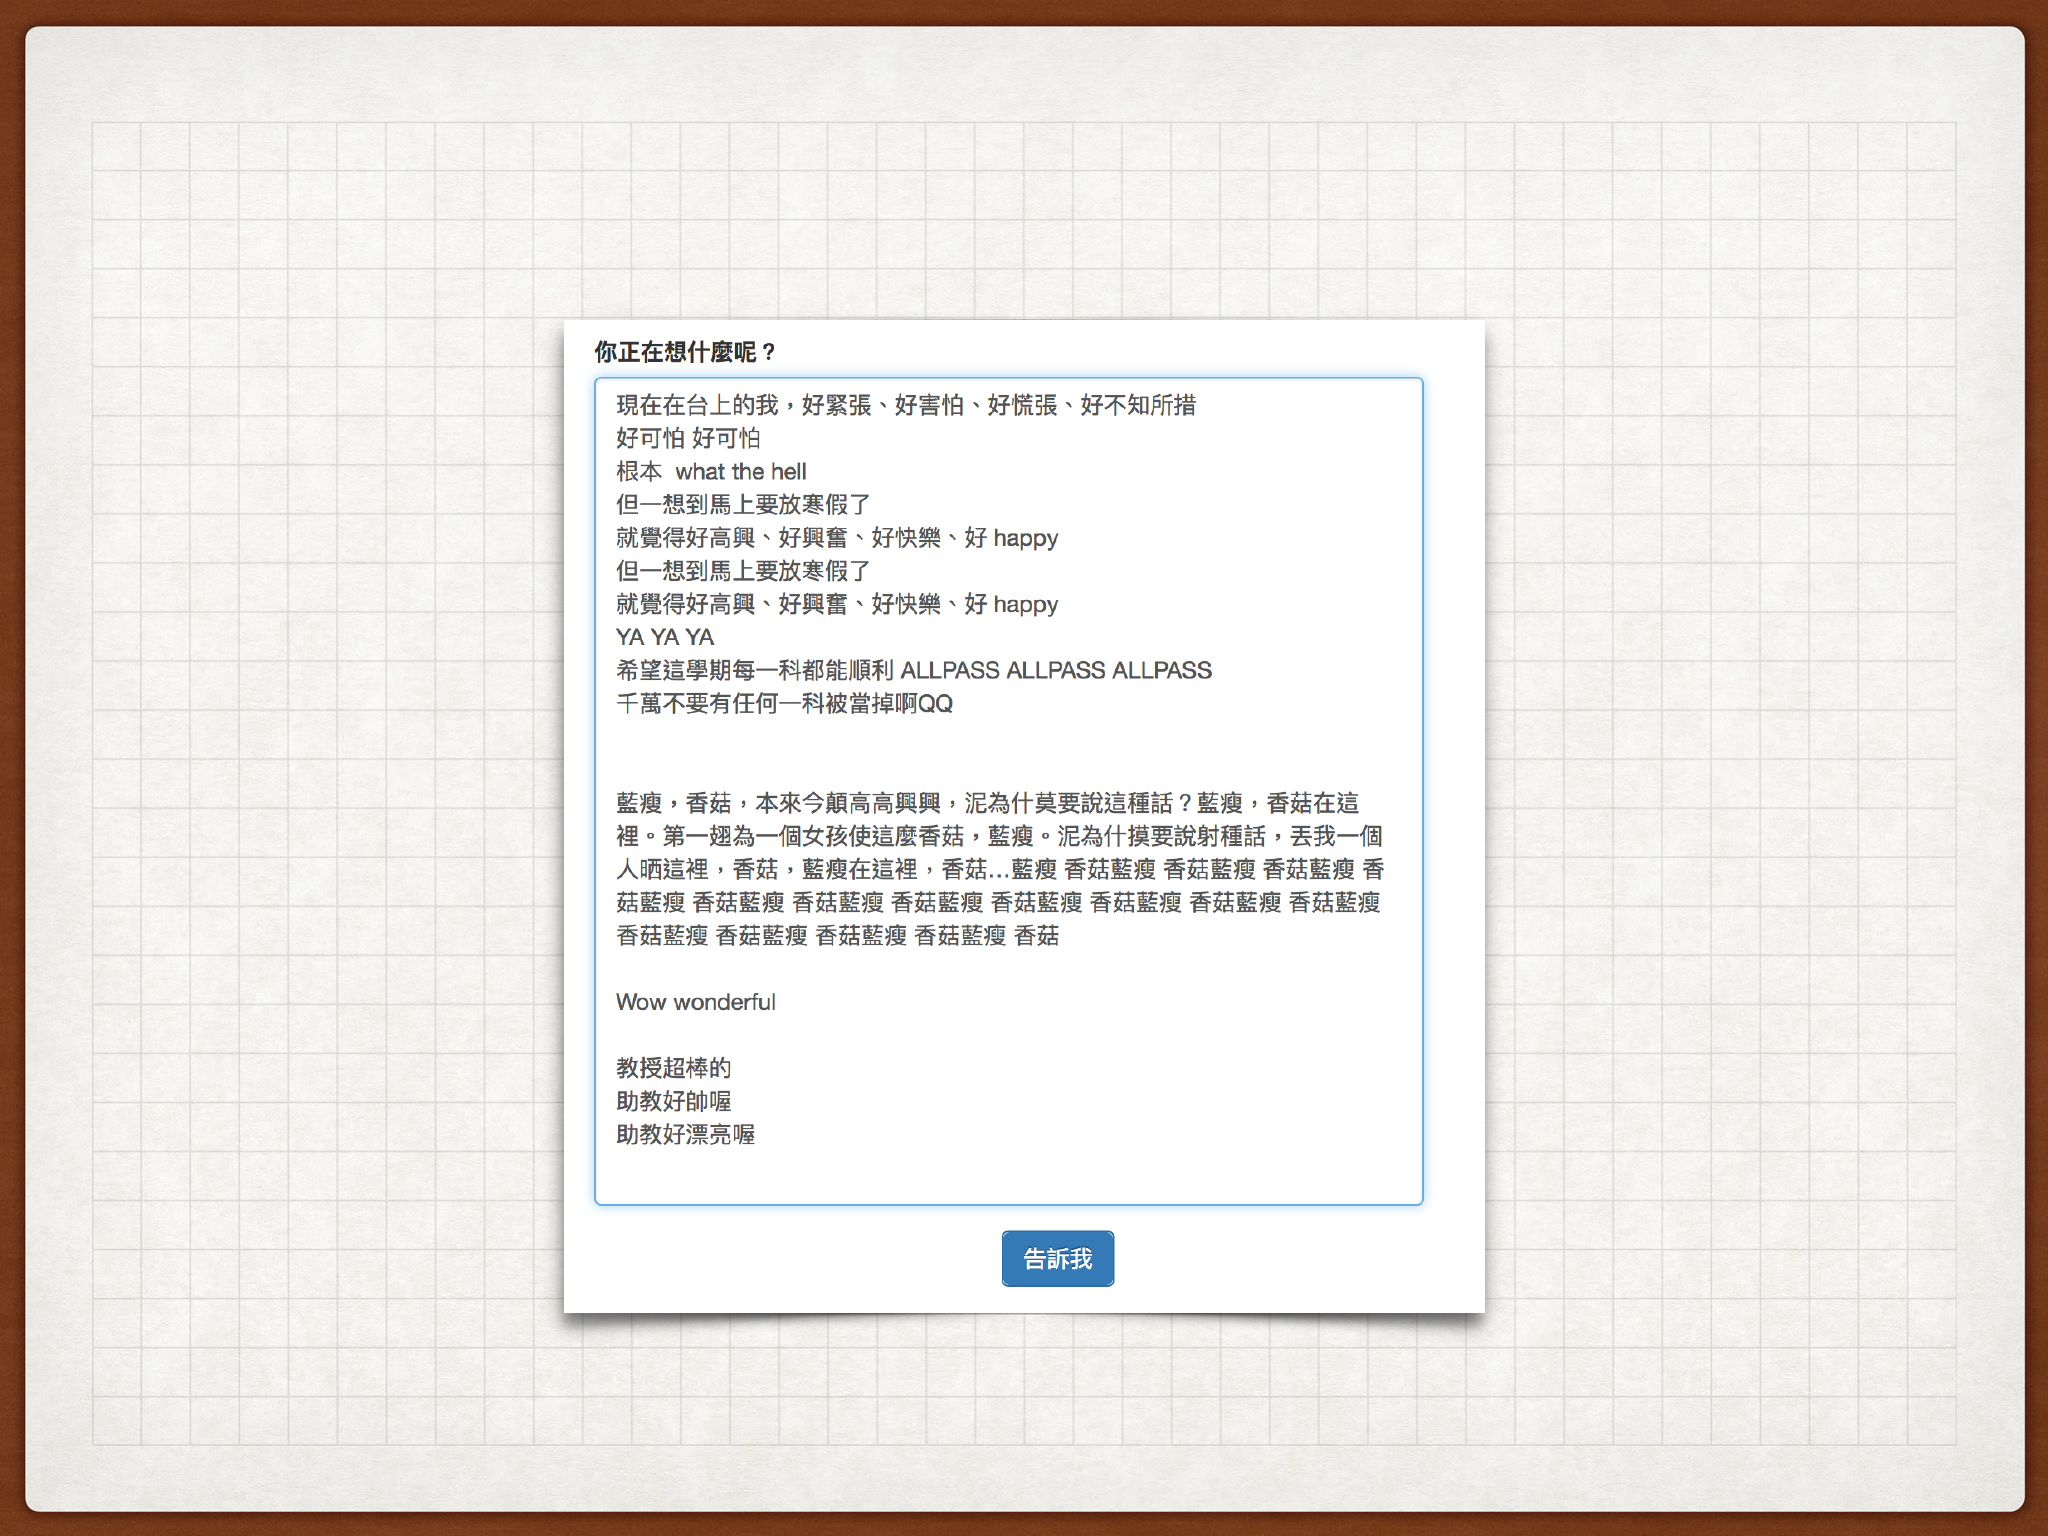 你正在想什麼呢？
現在在台上的我，好緊張、好害怕、好慌張、好不知所措
好可怕 好可怕
根本  what the hell
但一想到馬上要放寒假了
就覺得好高興、好興奮、好快樂、好 happy
但一想到馬上要放寒假了
就覺得好高興、好興奮、好快樂、好 happy
YA YA YA
希望這學期每一科都能順利 ALLPASS ALLPASS ALLPASS
千萬不要有任何一科被當掉啊QQ
藍瘦，香菇，本來今顛高高興興，泥為什莫要說這種話？藍瘦，香菇在這
裡。第一翅為一個女孩使這麼香菇，藍瘦。泥為什摸要說射種話，丟我一個
人晒這裡，香菇，藍瘦在這裡，香菇...藍瘦 香菇藍瘦 香菇藍瘦 香菇藍瘦 香
菇藍瘦 香菇藍瘦 香菇藍瘦 香菇藍瘦 香菇藍瘦 香菇藍瘦 香菇藍瘦 香菇藍瘦
香菇藍瘦 香菇藍瘦 香菇藍瘦 香菇藍瘦 香菇
Wow wonderful
教授超棒的
助教好帥喔
助教好漂亮喔
告訴我